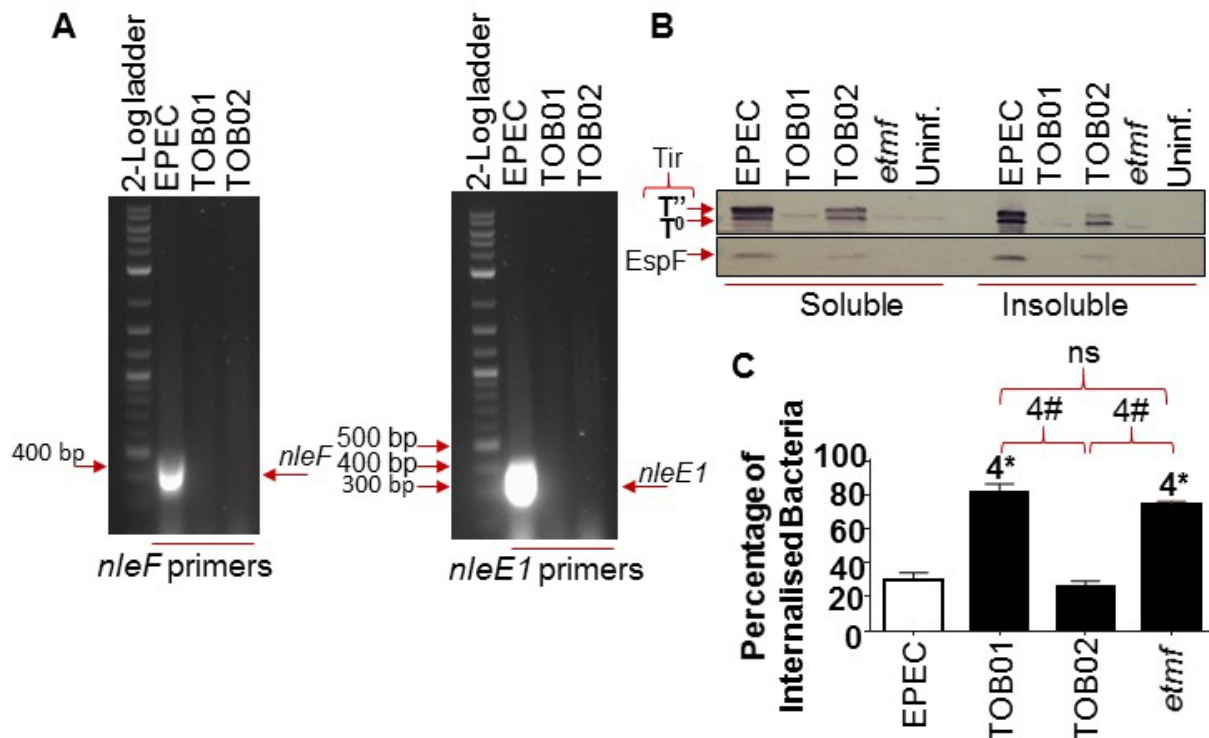 A
2-Log ladder
EPEC
TOB01
TOB02
400 bp
nleF
nleF primers
2-Log ladder
EPEC
TOB01
TOB02
500 bp
400 bp
300 bp
nleE1
nleE1 primers
B
EPEC
TOB01
TOB02
etmf
Uninf.
EPEC
TOB01
TOB02
etmf
Uninf.
Tir
T''
T⁰
EspF
Soluble
Insoluble
C
ns
4#
4#
4*
4*
Percentage of
Internalised Bacteria
100
80
60
40
20
0
EPEC
TOB01
TOB02
etmf